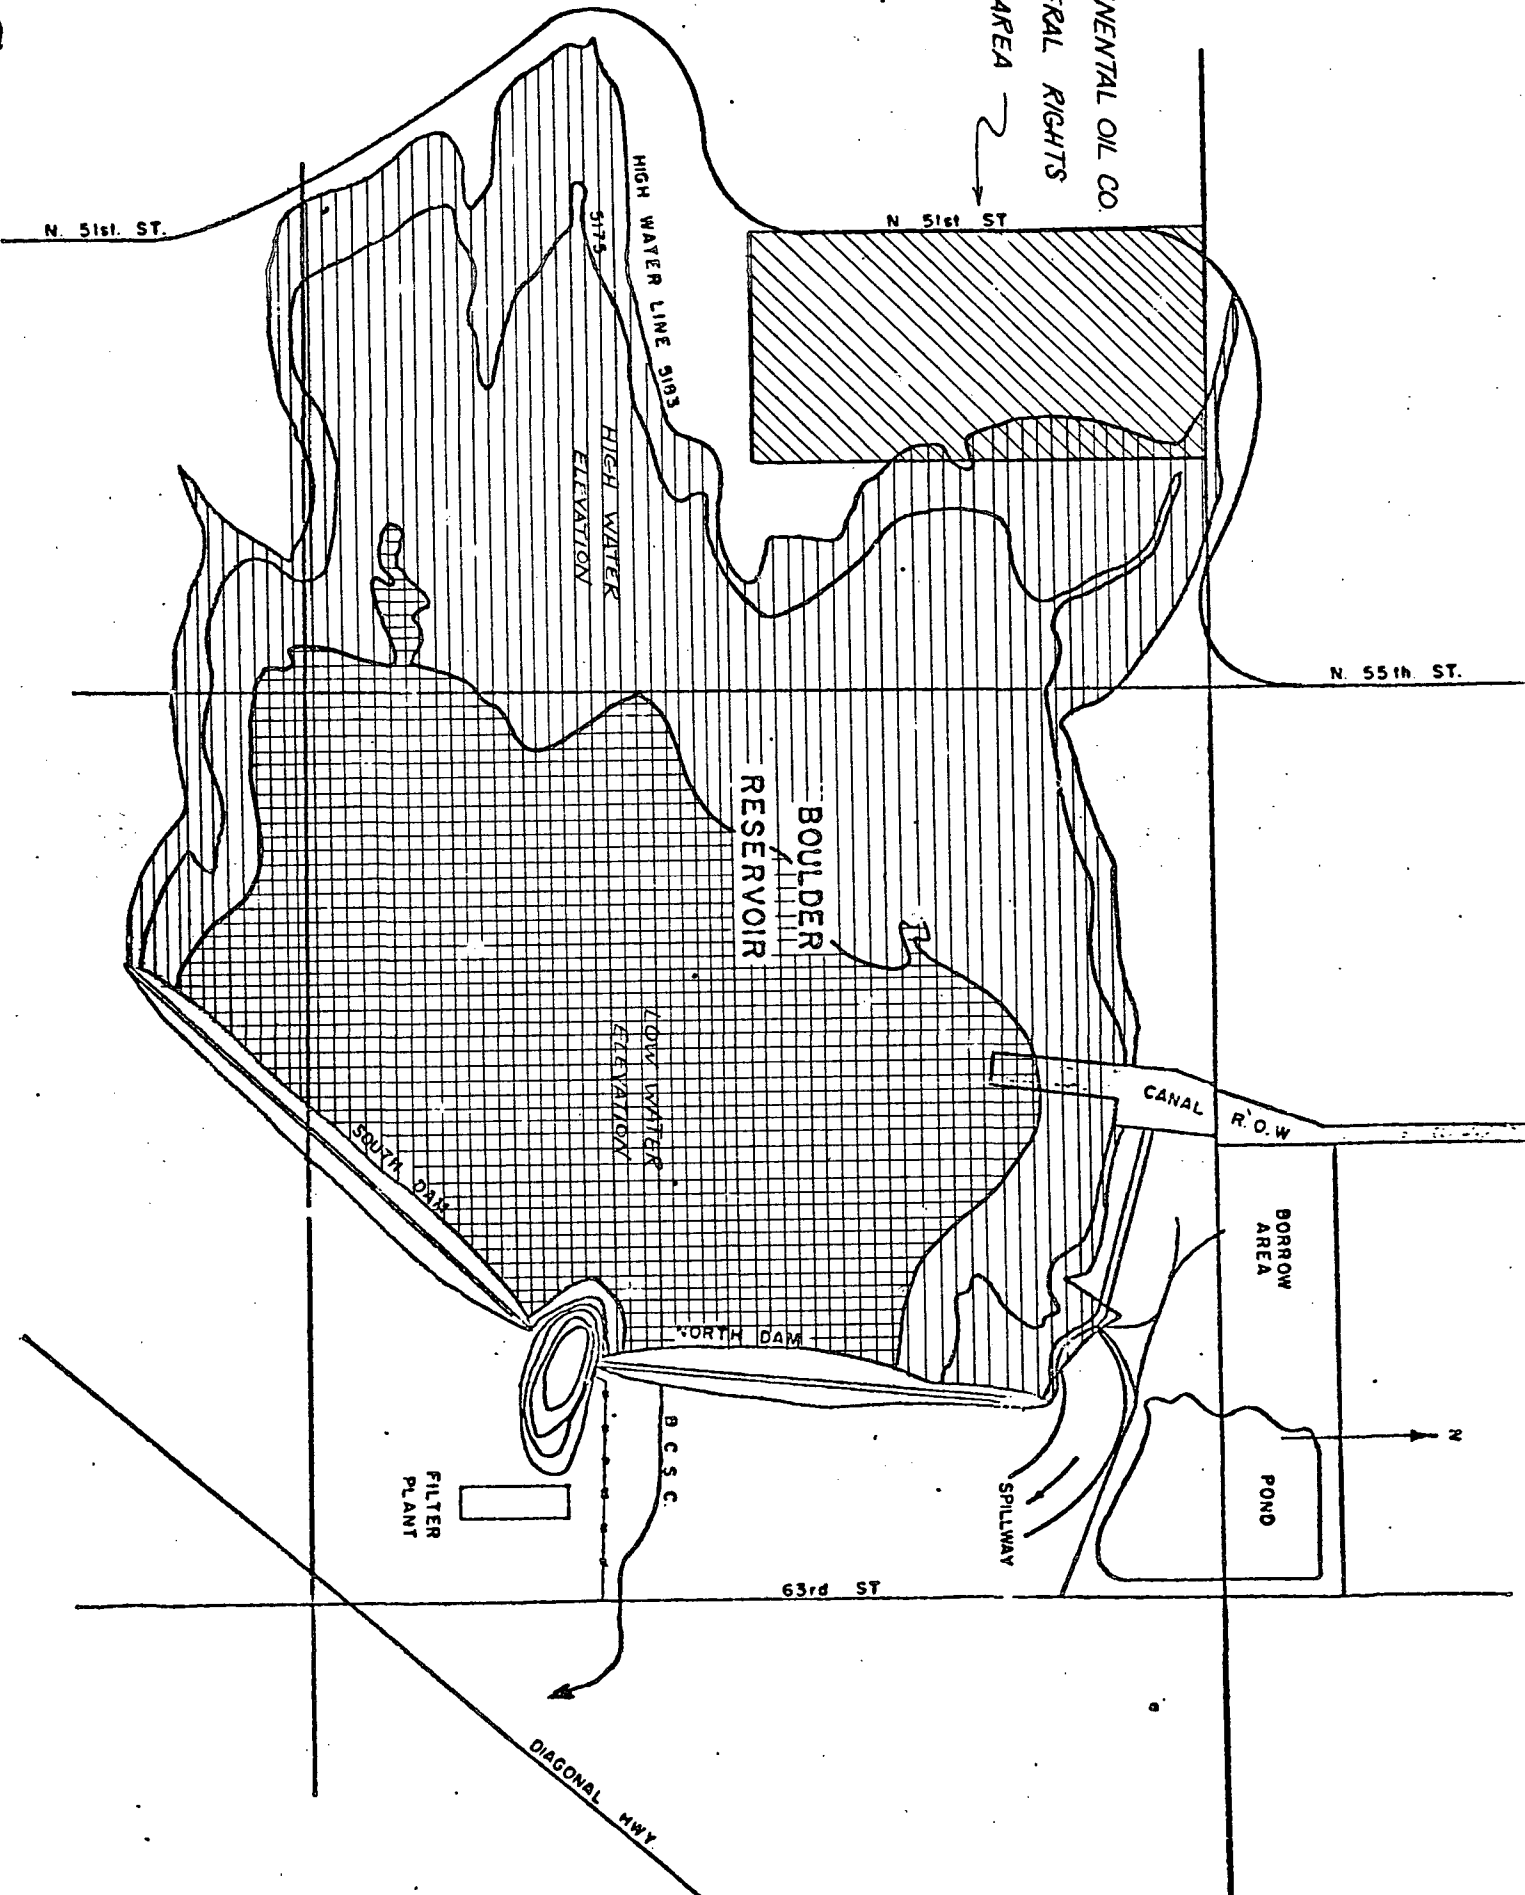 NENTAL OIL CO.
RAL RIGHTS
AREA
N. 51st. ST.
N 51st ST
HIGH WATER LINE 5183
5175
HIGH WATER
ELEVATION
N. 55th ST.
BOULDER
RESERVOIR
LOW WATER
ELEVATION
CANAL R.O.W
SOUTH DAM
NORTH DAM
BORROW
AREA
B C S C.
N
POND
SPILLWAY
FILTER
PLANT
63rd ST
DIAGONAL HWY.